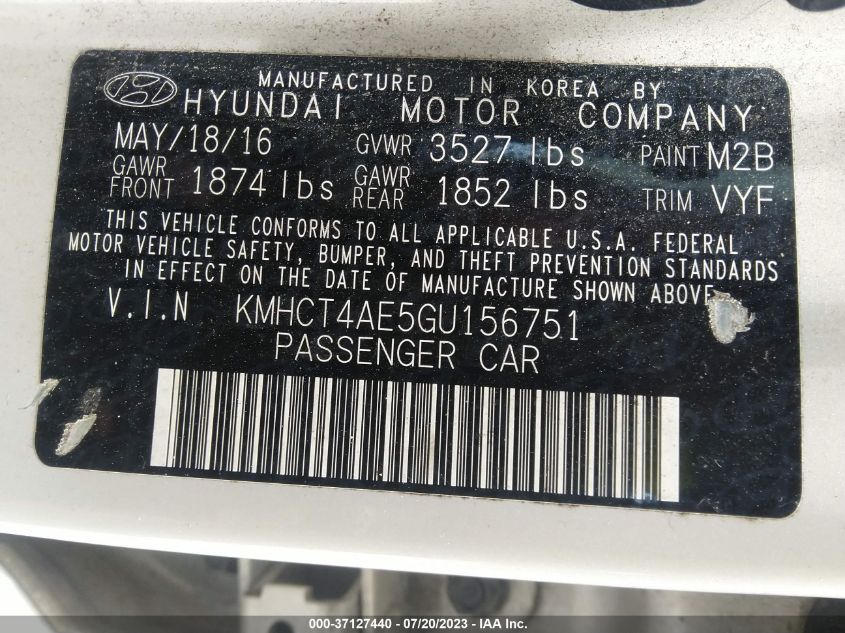 MANUFACTURED IN KOREA BY
HYUNDAI MOTOR COMPANY
MAY/18/16 GVWR 3527 lbs PAINT M2B
GAWR FRONT 1874 lbs GAWR REAR 1852 lbs TRIM VYF
THIS VEHICLE CONFORMS TO ALL APPLICABLE U.S.A. FEDERAL
MOTOR VEHICLE SAFETY, BUMPER, AND THEFT PREVENTION STANDARDS
IN EFFECT ON THE DATE OF MANUFACTURE SHOWN ABOVE.
V.I.N KMHCT4AE5GU156751
PASSENGER CAR
000-37127440 - 07/20/2023 - IAA Inc.